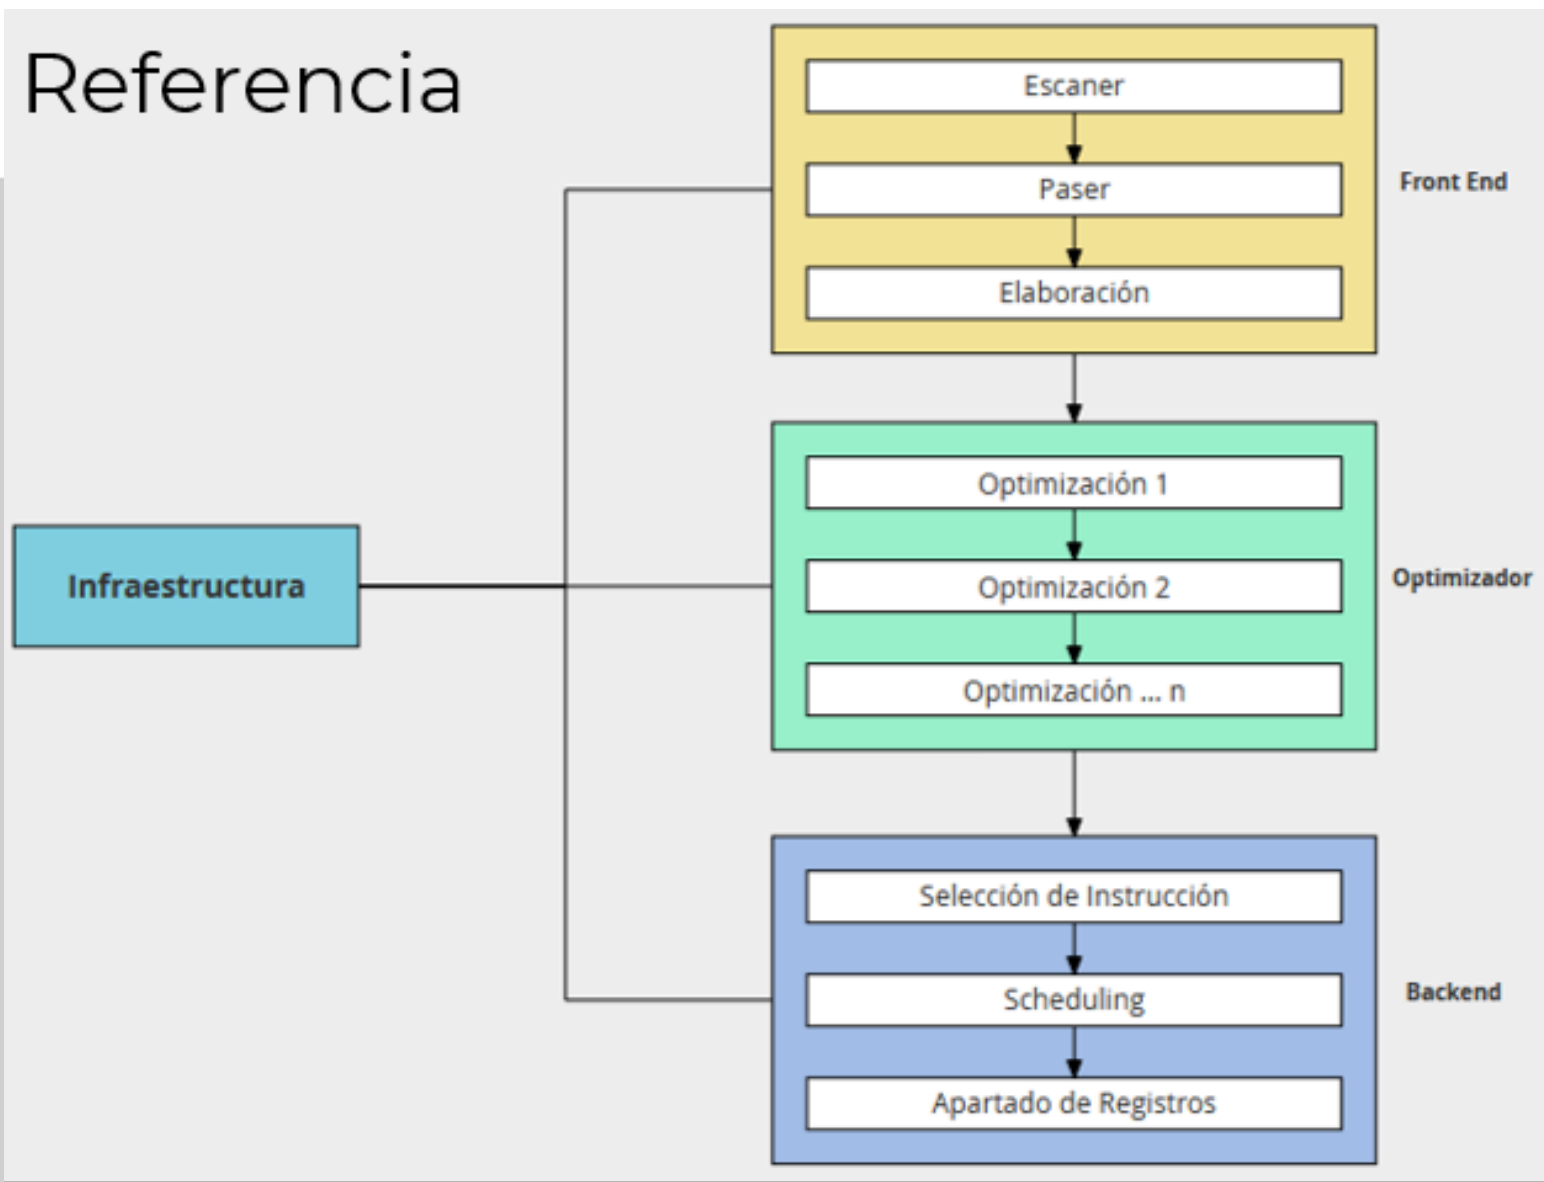 Referencia
Escaner
Paser
Elaboración
Front End
Optimización 1
Optimización 2
Optimización ... n
Optimizador
Infraestructura
Selección de Instrucción
Scheduling
Apartado de Registros
Backend